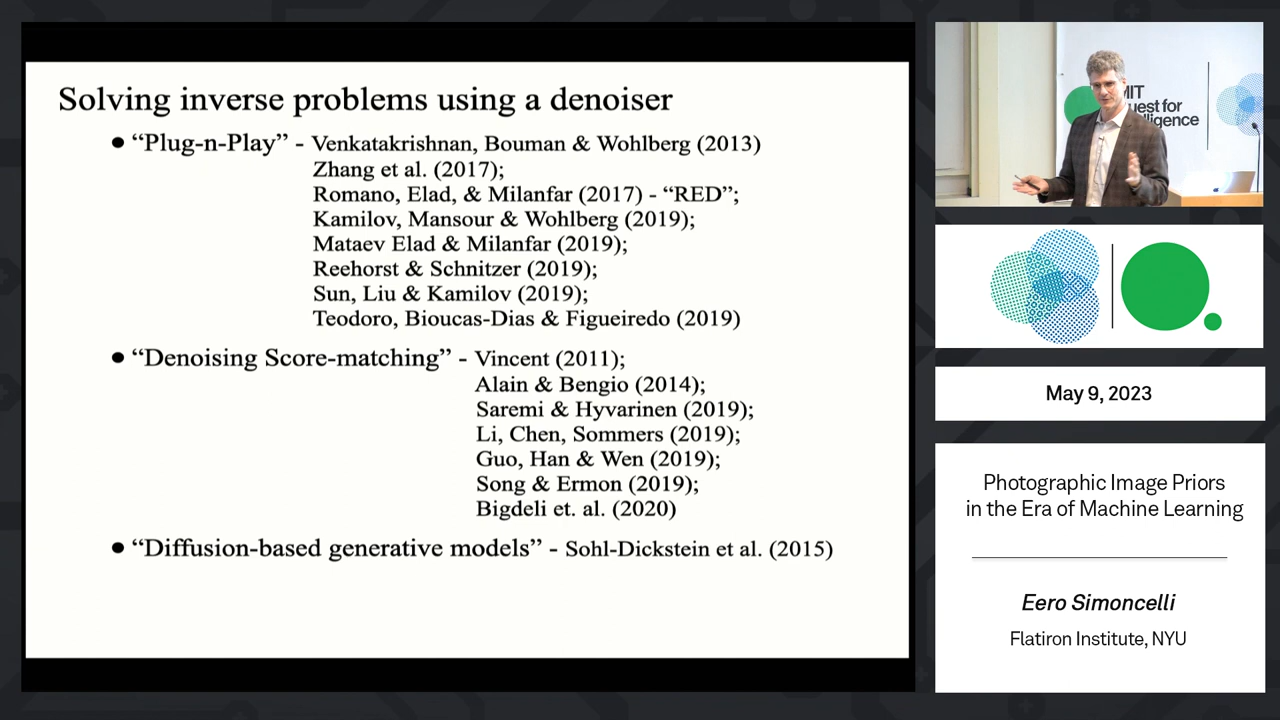 Solving inverse problems using a denoiser
● “Plug-n-Play” - Venkatakrishnan, Bouman & Wohlberg (2013)
Zhang et al. (2017);
Romano, Elad, & Milanfar (2017) - “RED”;
Kamilov, Mansour & Wohlberg (2019);
Mataev Elad & Milanfar (2019);
Reehorst & Schnitzer (2019);
Sun, Liu & Kamilov (2019);
Teodoro, Bioucas-Dias & Figueiredo (2019)
● “Denoising Score-matching” - Vincent (2011);
Alain & Bengio (2014);
Saremi & Hyvarinen (2019);
Li, Chen, Sommers (2019);
Guo, Han & Wen (2019);
Song & Ermon (2019);
Bigdeli et. al. (2020)
● “Diffusion-based generative models” - Sohl-Dickstein et al. (2015)
May 9, 2023
Photographic Image Priors
in the Era of Machine Learning
Eero Simoncelli
Flatiron Institute, NYU